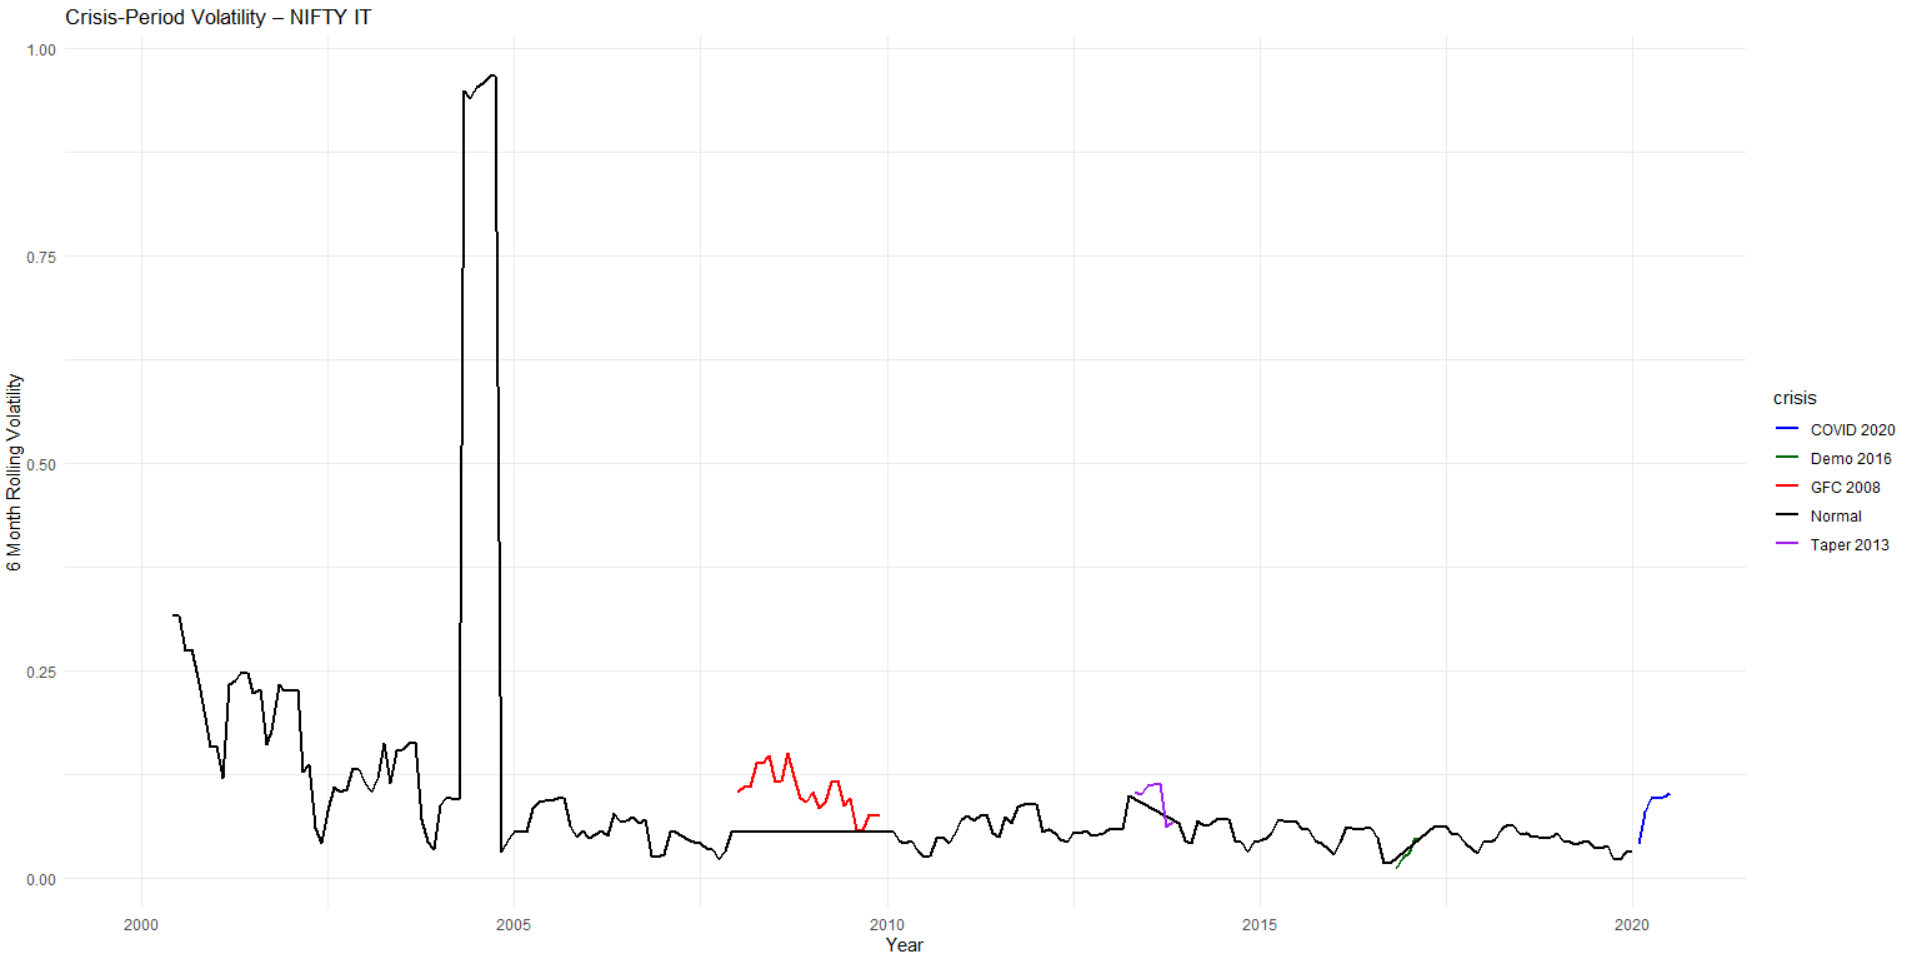 Crisis-Period Volatility – NIFTY IT
1.00
0.75
0.50
0.25
0.00
6 Month Rolling Volatility
2000
2005
2010
2015
2020
Year
crisis
COVID 2020
Demo 2016
GFC 2008
Normal
Taper 2013